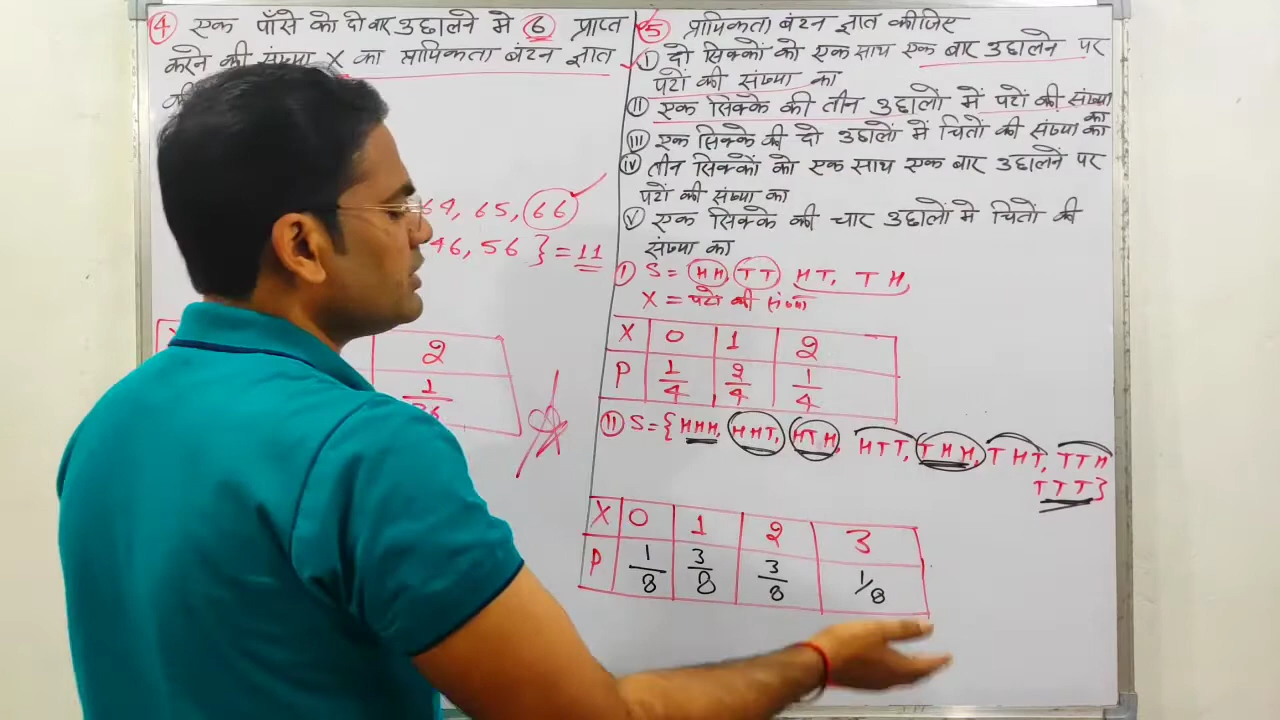 ④ एक पाँसे को दो बार उछालने मे 6 प्राप्त
करने की संख्या X का प्रायिकता बंटन ज्ञात
64, 65, 66
46, 56 } = 11
2
1
⑤ प्रायिकता बंटन ज्ञात कीजिए
Ⓘ दो सिक्कों को एक साथ एक बार उछालने पर
पटों की संख्या का
Ⓘⓘ एक सिक्के की तीन उछालों में पटों की संख्या
का
Ⓘⓘⓘ एक सिक्के की दो उछालों में चितों की संख्या का
ⒾⓋ तीन सिक्कों को एक साथ एक बार उछालने पर
पटों की संख्या का
Ⓥ एक सिक्के की चार उछालों मे चितों की
संख्या का
Ⓘ S = HH TT HT, TH,
X = पटों की संख्या
X 0 1 2
P 1/4 2/4 1/4
Ⓘⓘ S = { HHH, HHT, HTH, HTT, THH, THT, TTH
TTT }
X 0 1 2 3
P 1/8 3/8 3/8 1/8